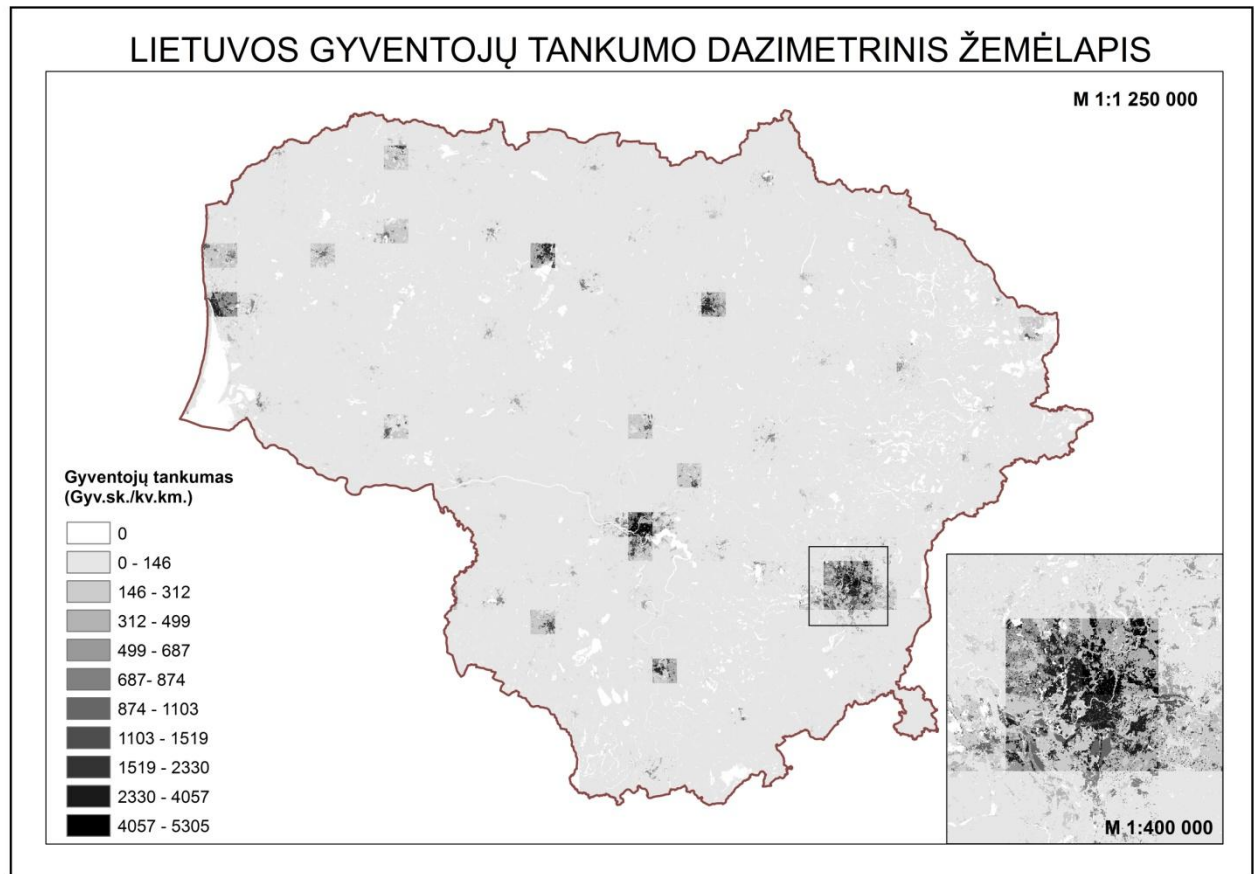 LIETUVOS GYVENTOJŲ TANKUMO DAZIMETRINIS ŽEMĖLAPIS
M 1:1 250 000
Gyventojų tankumas
(Gyv.sk./kv.km.)
0
0 - 146
146 - 312
312 - 499
499 - 687
687- 874
874 - 1103
1103 - 1519
1519 - 2330
2330 - 4057
4057 - 5305
M 1:400 000